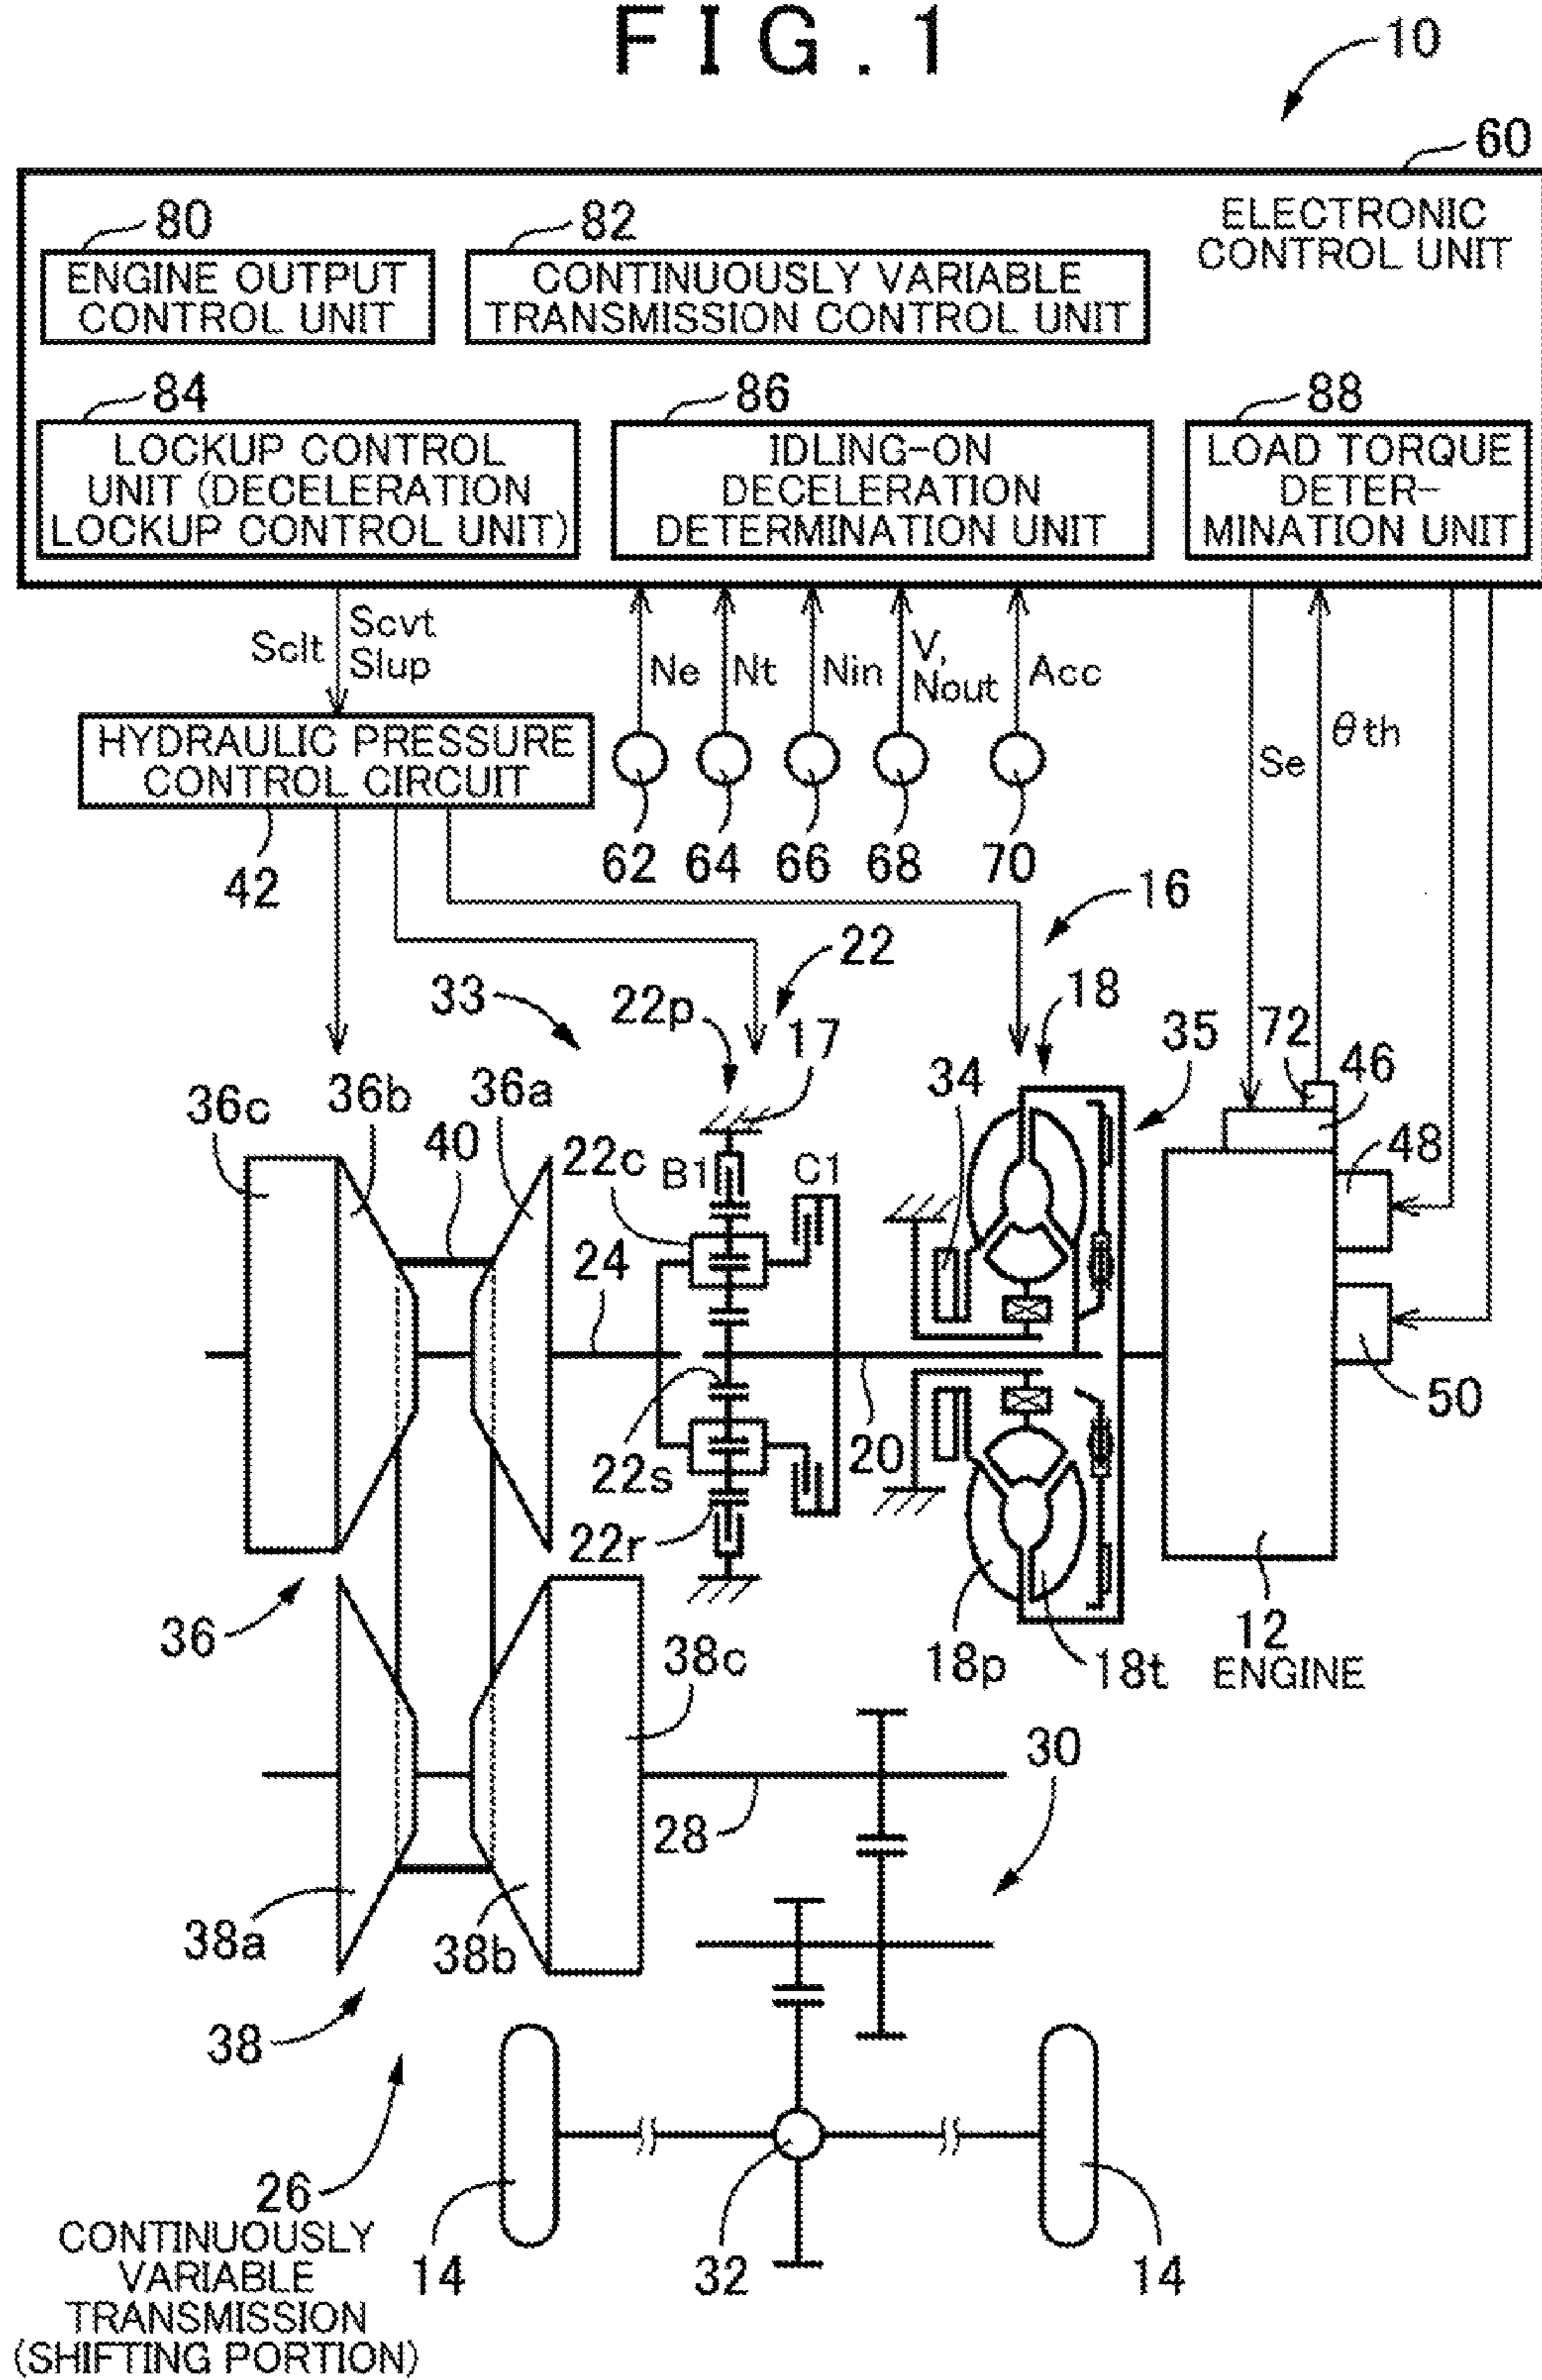 FIG.1
10
60
ELECTRONIC
CONTROL UNIT
80
ENGINE OUTPUT
CONTROL UNIT
82
CONTINUOUSLY VARIABLE
TRANSMISSION CONTROL UNIT
84
LOCKUP CONTROL
UNIT (DECELERATION
LOCKUP CONTROL UNIT)
86
IDLING-ON
DECELERATION
DETERMINATION UNIT
88
LOAD TORQUE
DETER-
MINATION UNIT
Sclt
Scvt
Slup
Ne
Nt
Nin
V,
Nout
Acc
Se
θth
HYDRAULIC PRESSURE
CONTROL CIRCUIT
42
62
64
66
68
70
16
22
33
22p
17
18
35
72
46
34
36c
36b
36a
40
22c
B1
C1
48
24
50
20
22s
22r
36
18p
18t
12
ENGINE
38c
30
28
38a
38b
38
26
CONTINUOUSLY
VARIABLE
TRANSMISSION
(SHIFTING PORTION)
14
32
14